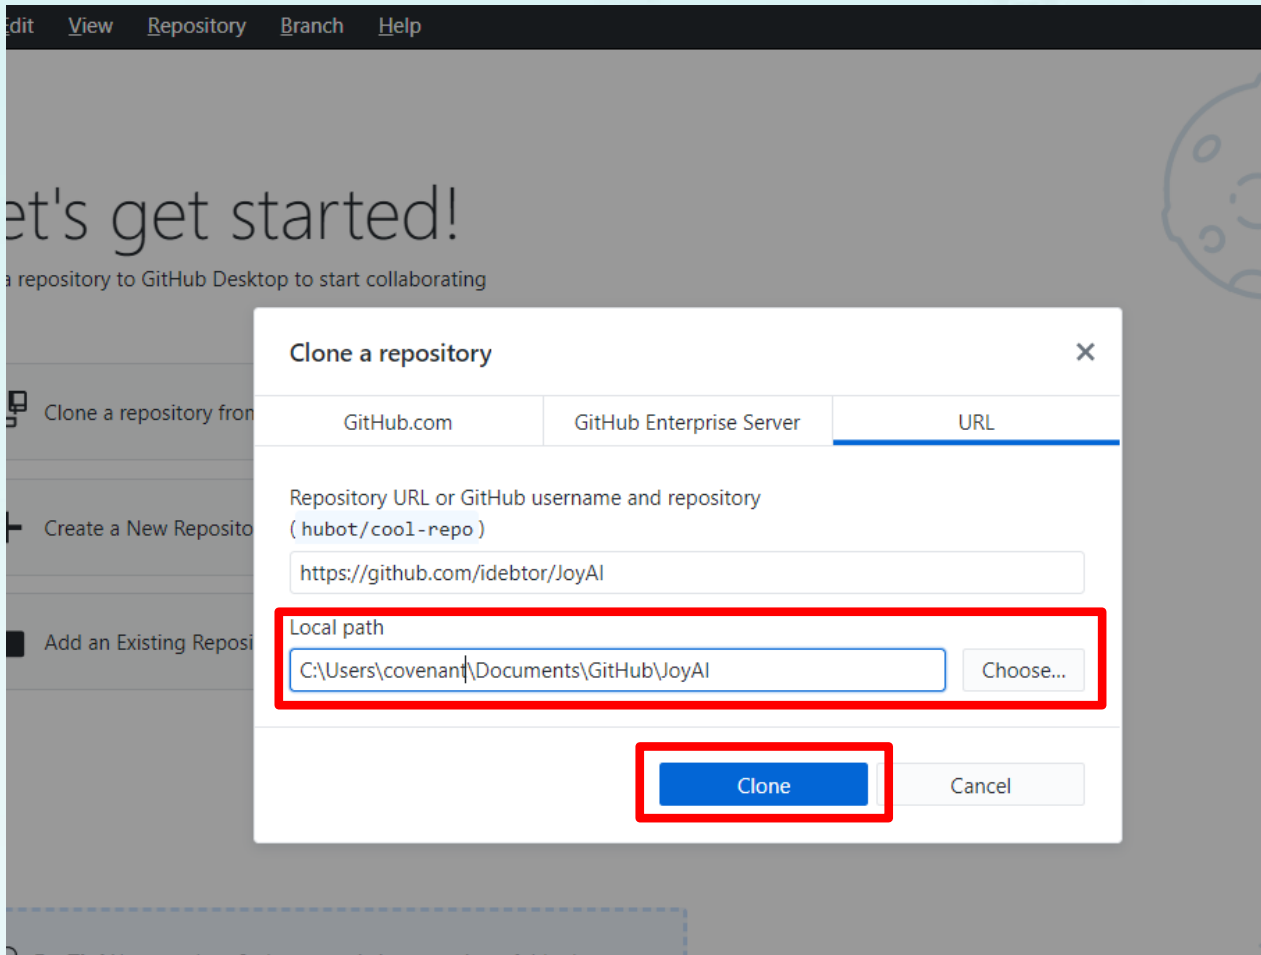 Edit View Repository Branch Help
et's get started!
a repository to GitHub Desktop to start collaborating
Clone a repository
GitHub.com GitHub Enterprise Server URL
Clone a repository from
Repository URL or GitHub username and repository
(hubot/cool-repo)
Create a New Reposito
https://github.com/idebtor/JoyAI
Local path
Add an Existing Reposi
C:\Users\covenant\Documents\GitHub\JoyAI Choose...
Clone Cancel